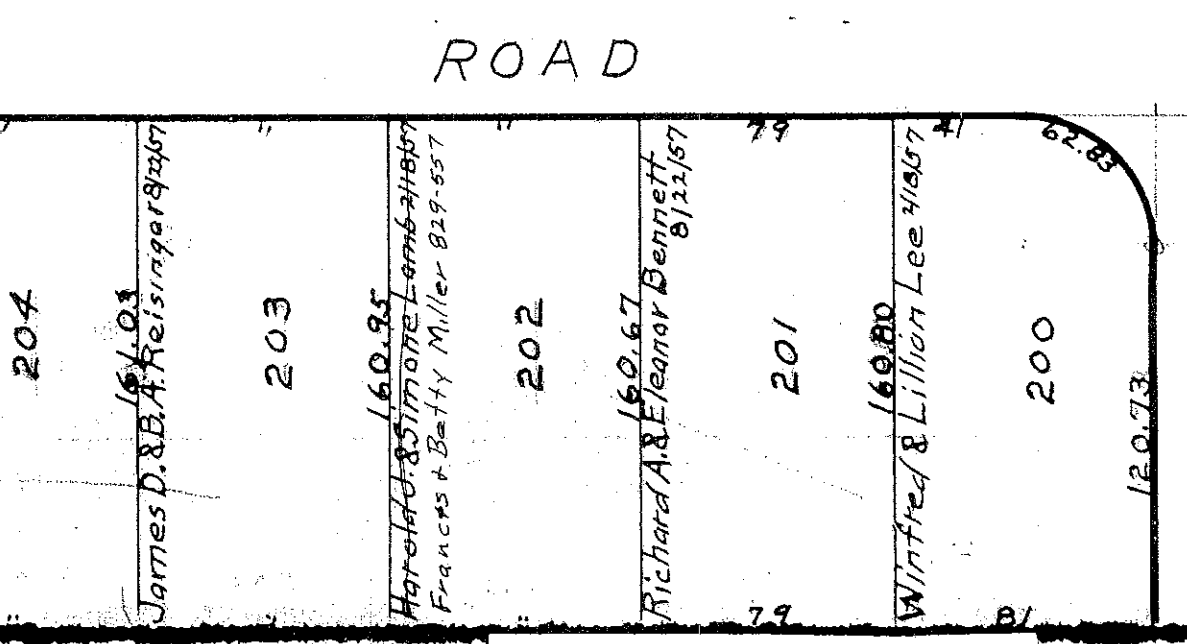 ROAD
" " 79 41 62.83
204
161.03
James D. & B.A. Reisingar 8/22/57
203
160.95
Harold J. & Simone Lamb 2/18/57
Francis & Betty Miller 829-557
202
160.67
Richard A. & Eleanor Bennett
8/22/57
201
160.80
Winfred & Lillion Lee 4/18/57
200
120.73
" " " 79 81